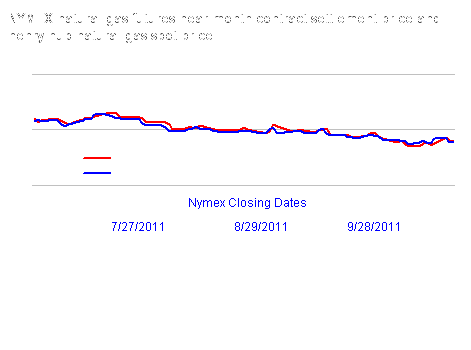 NYMEX natural gas futures near-month contract settlement price and
henry hub natural gas spot price
Nymex Closing Dates
7/27/2011 8/29/2011 9/28/2011